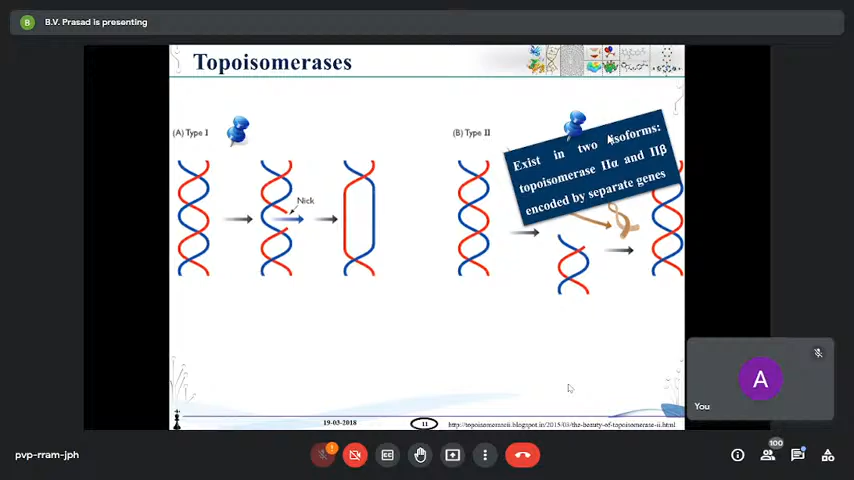 B
B.V. Prasad is presenting
Topoisomerases
(A) Type I
(B) Type II
Exist in two isoforms:
topoisomerase IIα and IIβ
encoded by separate genes
Nick
A
You
19-03-2018
11
http://topoisomeraseii.blogspot.in/2015/03/the-beauty-of-topoisomerase-ii.html
pvp-rram-jph
!
CC
100